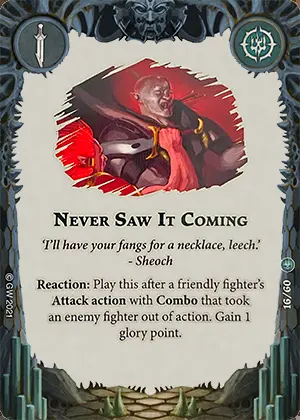 NEVER SAW IT COMING
'I'll have your fangs for a necklace, leech.'
- Sheoch
Reaction: Play this after a friendly fighter's
Attack action with Combo that took
an enemy fighter out of action. Gain 1
glory point.
© GW 2021
16/60